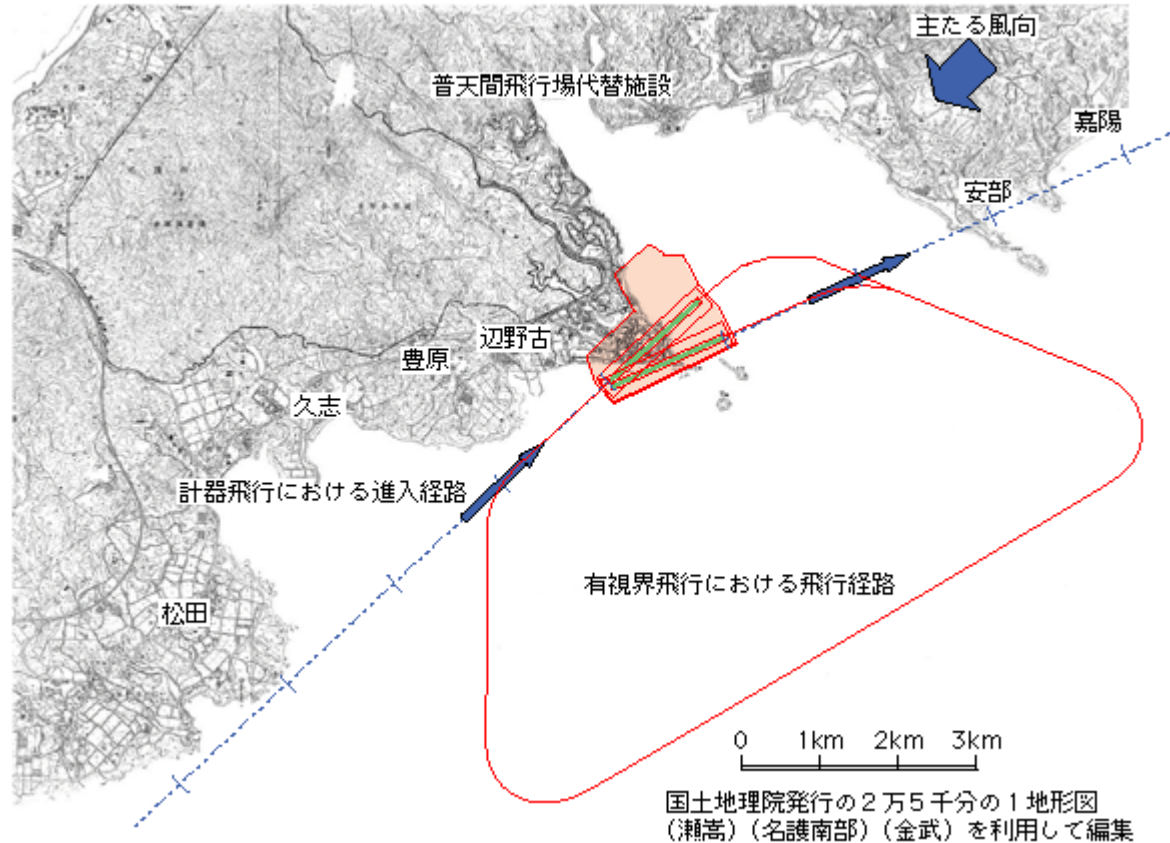 主たる風向
普天間飛行場代替施設
嘉陽
安部
辺野古
豊原
久志
計器飛行における進入経路
有視界飛行における飛行経路
松田
0 1km 2km 3km
国土地理院発行の2万5千分の1地形図
(瀬嵩)(名護南部)(金武)を利用して編集